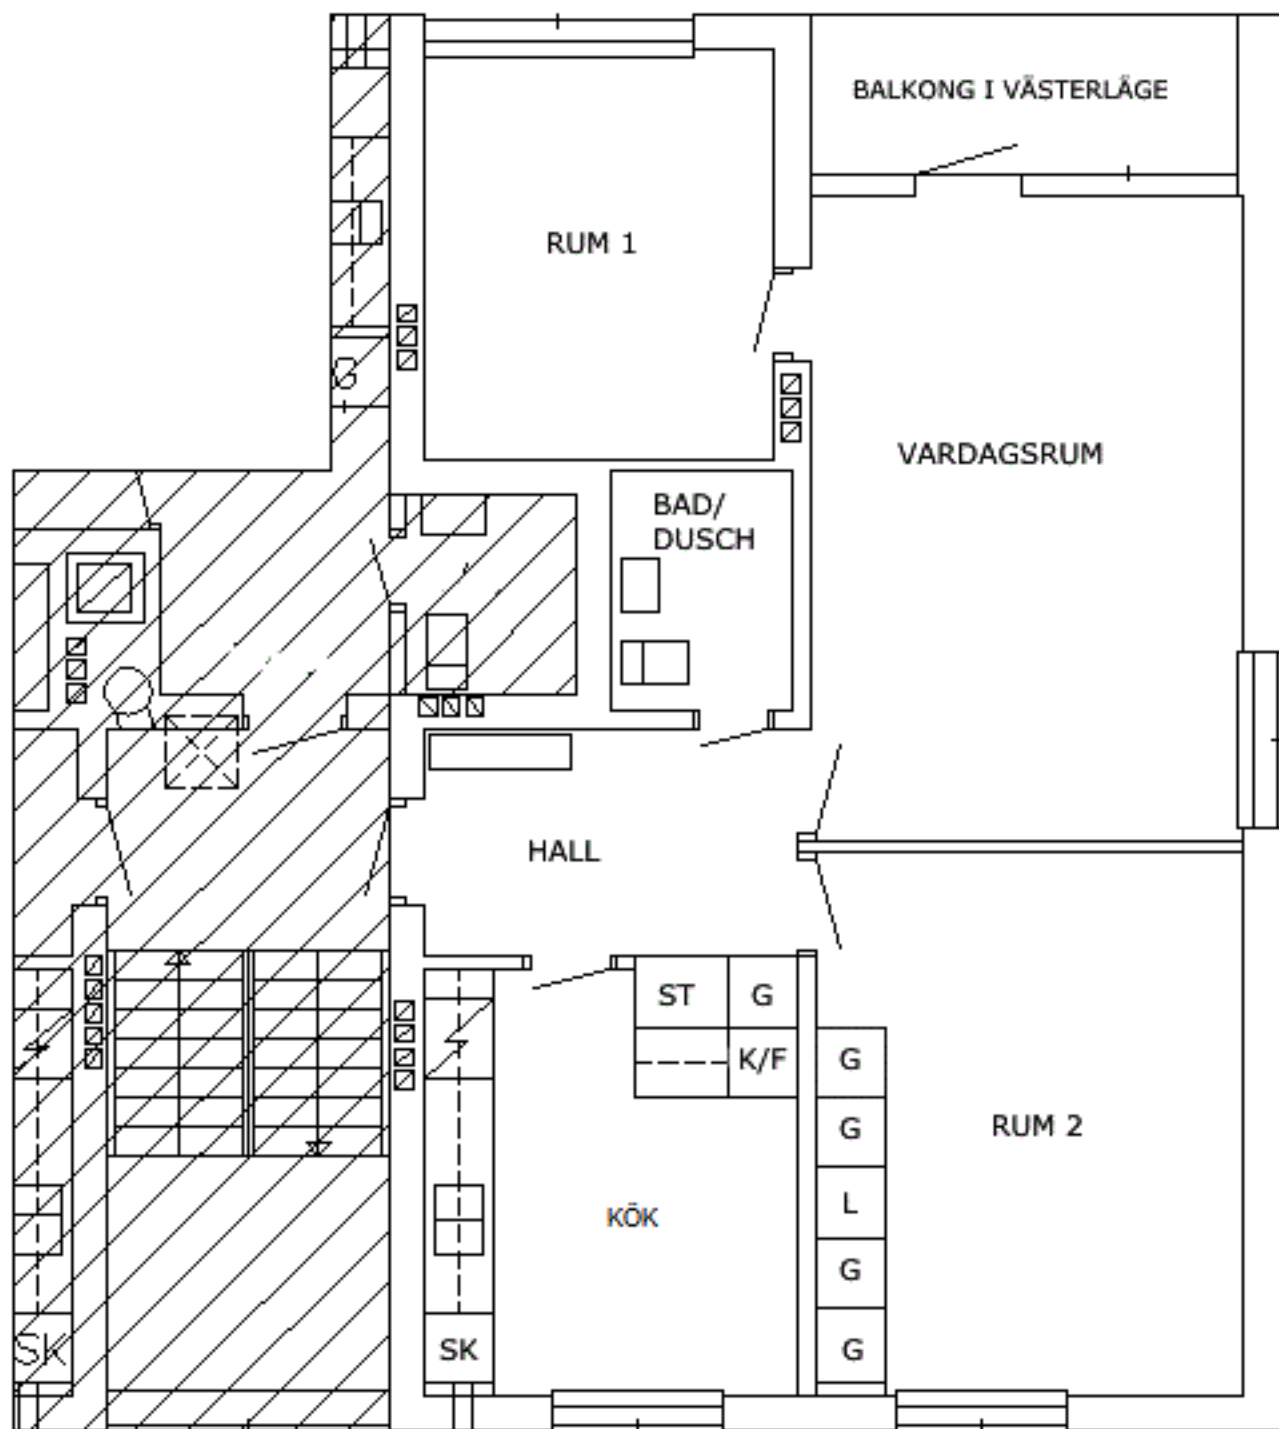 BALKONG I VÄSTERLÄGE
RUM 1
VARDAGSRUM
BAD/
DUSCH
HALL
ST
G
K/F
G
G
RUM 2
L
KÖK
G
SK
SK
G